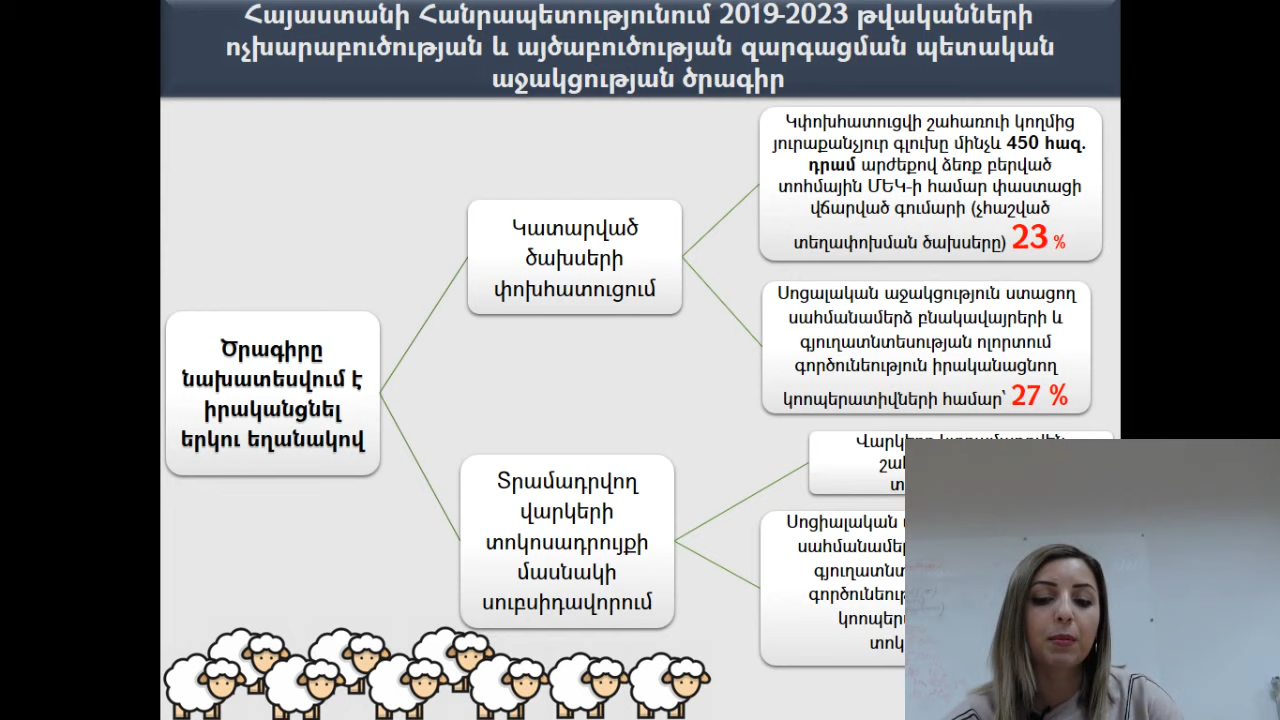 Հայաստանի Հանրապետությունում 2019-2023 թվականների
ոչխարաբուծության և այծաբուծության զարգացման պետական
աջակցության ծրագիր
Ծրագիրը
նախատեսվում է
իրականցնել
երկու եղանակով
Կատարված
ծախսերի
փոխհատուցում
Կփոխհատուցվի շահառուի կողմից
յուրաքանչյուր գլուխը մինչև 450 հազ.
դրամ արժեքով ձեռք բերված
տոհմային ՄԵԿ-ի համար փաստացի
վճարված գումարի (չհաշված
տեղափոխման ծախսերը) 23 %
Սոցալական աջակցություն ստացող
սահմանամերձ բնակավայրերի և
գյուղատնտեսության ոլորտում
գործունեություն իրականացնող
կոոպերատիվների համար՝ 27 %
Տրամադրվող
վարկերի
տոկոսադրույքի
մասնակի
սուբսիդավորում
Սոցիալական